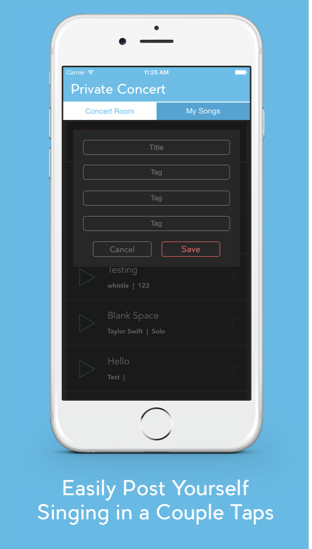 Carrier 11:25 AM
Private Concert
Concert Room My Songs
Title
Tag
Tag
Tag
Cancel Save
Testing
whistle | 123
Blank Space
Taylor Swift | Solo
Hello
Test |
Easily Post Yourself
Singing in a Couple Taps